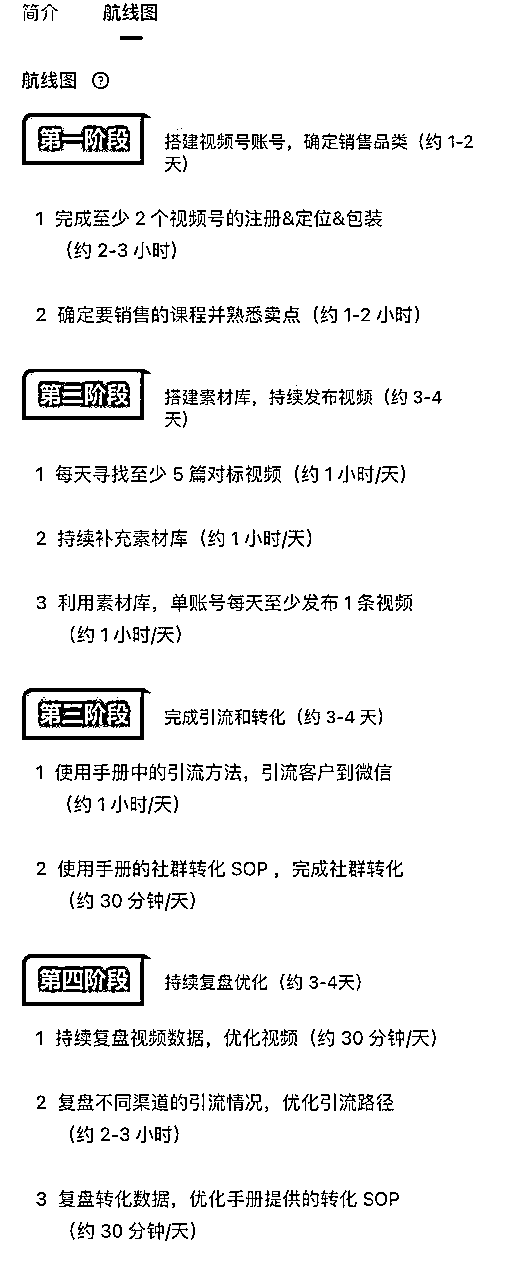 简介 航线图
航线图 ?
第一阶段 搭建视频号账号，确定销售品类（约 1-2
天）
1 完成至少 2 个视频号的注册&定位&包装
（约 2-3 小时）
2 确定要销售的课程并熟悉卖点（约 1-2 小时）
第二阶段 搭建素材库，持续发布视频（约 3-4
天）
1 每天寻找至少 5 篇对标视频（约 1 小时/天）
2 持续补充素材库（约 1 小时/天）
3 利用素材库，单账号每天至少发布 1 条视频
（约 1 小时/天）
第三阶段 完成引流和转化（约 3-4 天）
1 使用手册中的引流方法，引流客户到微信
（约 1 小时/天）
2 使用手册的社群转化 SOP ，完成社群转化
（约 30 分钟/天）
第四阶段 持续复盘优化（约 3-4天）
1 持续复盘视频数据，优化视频（约 30 分钟/天）
2 复盘不同渠道的引流情况，优化引流路径
（约 2-3 小时）
3 复盘转化数据，优化手册提供的转化 SOP
（约 30 分钟/天）